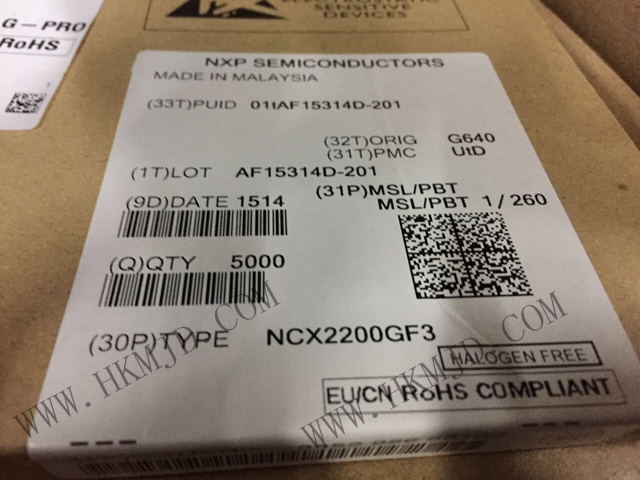 G-PRO
RoHS
SENSITIVE
DEVICES
NXP SEMICONDUCTORS
MADE IN MALAYSIA
(33T)PUID 01tAF15314D-201
(32T)ORIG G640
(31T)PMC UtD
(1T)LOT AF15314D-201
(31P)MSL/PBT
(9D)DATE 1514
MSL/PBT 1/260
(Q)QTY 5000
(30P)TYPE NCX2200GF3
HALOGEN FREE
EU/CN RoHS COMPLIANT
WWW.HKMJD.COM
WWW.HKMJD.COM